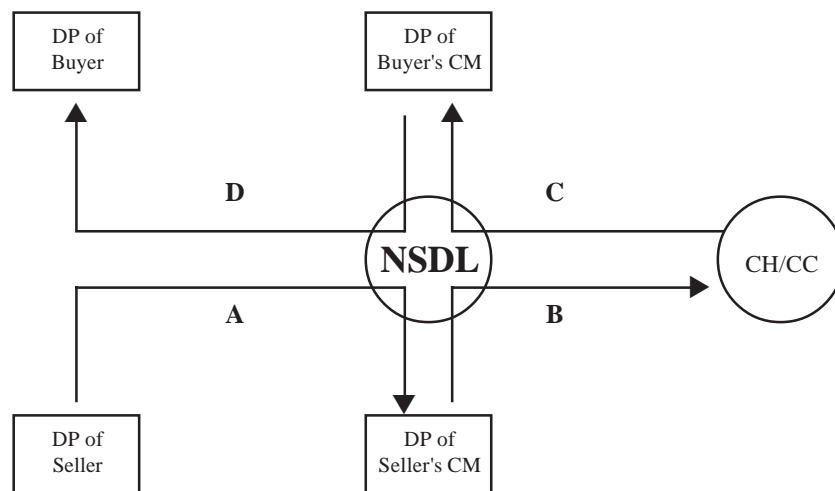 DP of
Buyer
DP of
Buyer's CM
D
C
NSDL
CH/CC
A
B
DP of
Seller
DP of
Seller's CM